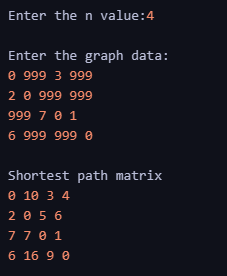 Enter the n value:4
Enter the graph data:
0 999 3 999
2 0 999 999
999 7 0 1
6 999 999 0
Shortest path matrix
0 10 3 4
2 0 5 6
7 7 0 1
6 16 9 0